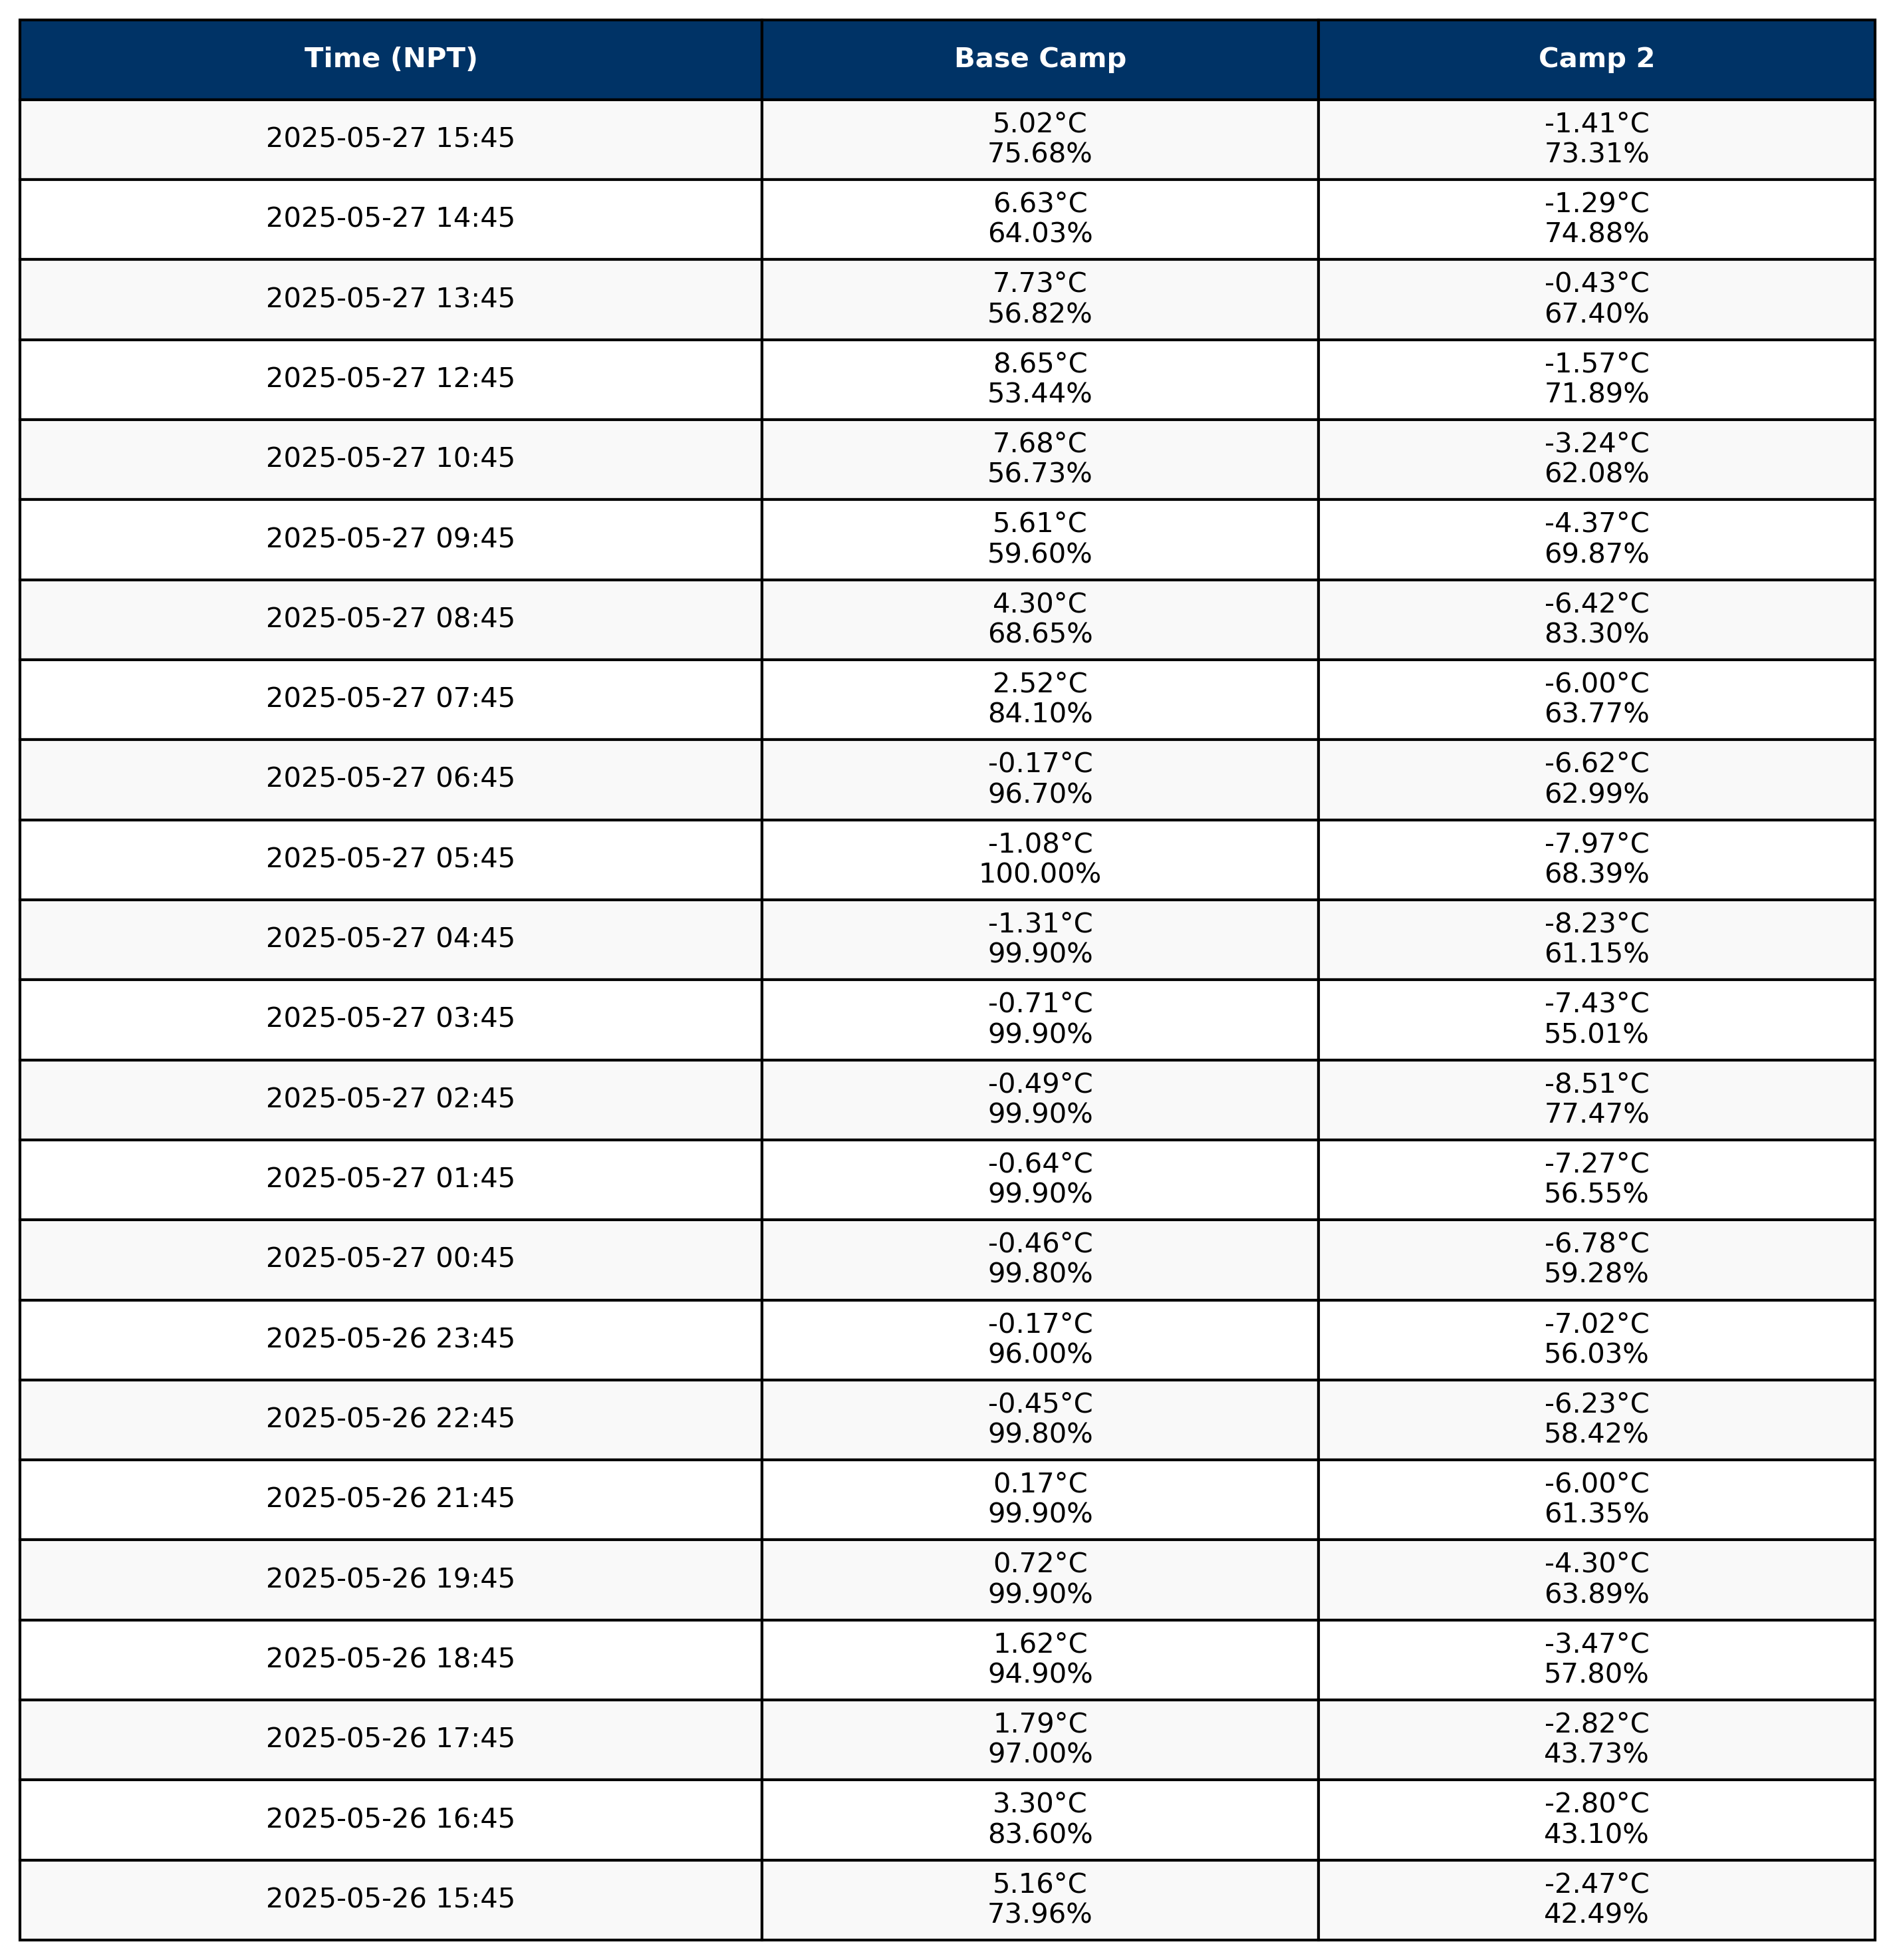 Time (NPT) Base Camp Camp 2
2025-05-27 15:45 5.02°C -1.41°C
75.68% 73.31%
2025-05-27 14:45 6.63°C -1.29°C
64.03% 74.88%
2025-05-27 13:45 7.73°C -0.43°C
56.82% 67.40%
2025-05-27 12:45 8.65°C -1.57°C
53.44% 71.89%
2025-05-27 10:45 7.68°C -3.24°C
56.73% 62.08%
2025-05-27 09:45 5.61°C -4.37°C
59.60% 69.87%
2025-05-27 08:45 4.30°C -6.42°C
68.65% 83.30%
2025-05-27 07:45 2.52°C -6.00°C
84.10% 63.77%
2025-05-27 06:45 -0.17°C -6.62°C
96.70% 62.99%
2025-05-27 05:45 -1.08°C -7.97°C
100.00% 68.39%
2025-05-27 04:45 -1.31°C -8.23°C
99.90% 61.15%
2025-05-27 03:45 -0.71°C -7.43°C
99.90% 55.01%
2025-05-27 02:45 -0.49°C -8.51°C
99.90% 77.47%
2025-05-27 01:45 -0.64°C -7.27°C
99.90% 56.55%
2025-05-27 00:45 -0.46°C -6.78°C
99.80% 59.28%
2025-05-26 23:45 -0.17°C -7.02°C
96.00% 56.03%
2025-05-26 22:45 -0.45°C -6.23°C
99.80% 58.42%
2025-05-26 21:45 0.17°C -6.00°C
99.90% 61.35%
2025-05-26 19:45 0.72°C -4.30°C
99.90% 63.89%
2025-05-26 18:45 1.62°C -3.47°C
94.90% 57.80%
2025-05-26 17:45 1.79°C -2.82°C
97.00% 43.73%
2025-05-26 16:45 3.30°C -2.80°C
83.60% 43.10%
2025-05-26 15:45 5.16°C -2.47°C
73.96% 42.49%